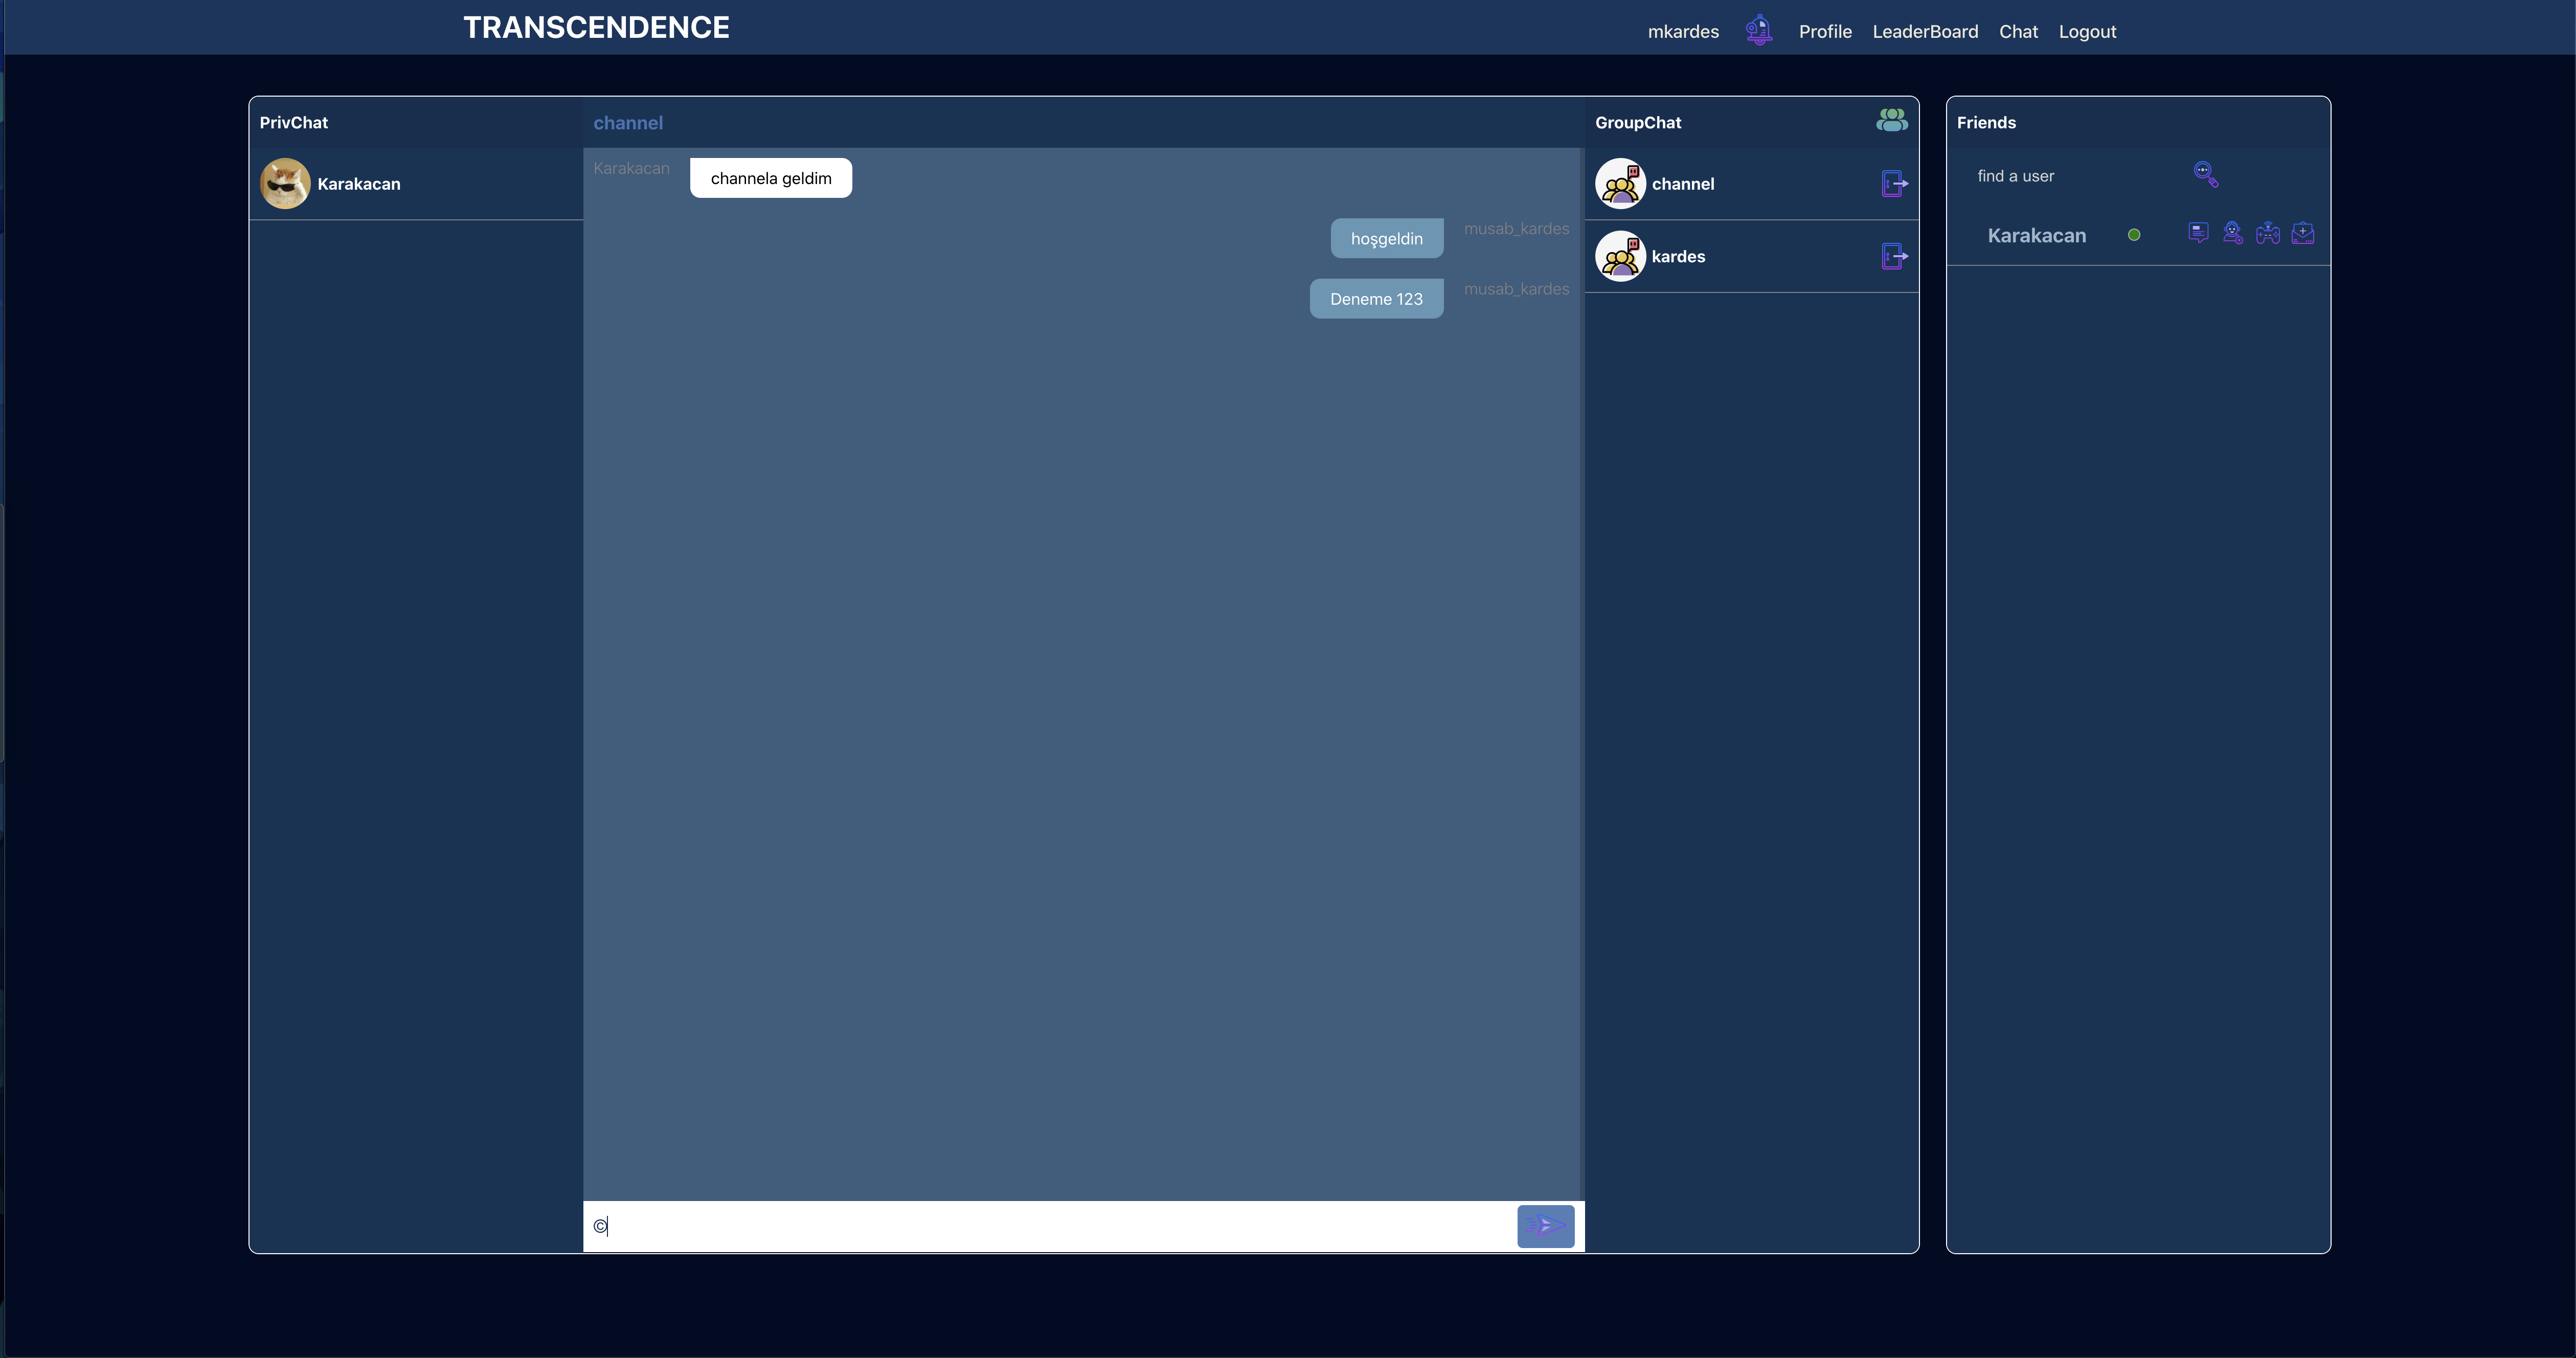 TRANSCENDENCE
mkardes Profile LeaderBoard Chat Logout
PrivChat
Karakacan
channel
Karakacan channela geldim
hoşgeldin musab_kardes
Deneme 123 musab_kardes
©
GroupChat
channel
kardes
Friends
find a user
Karakacan